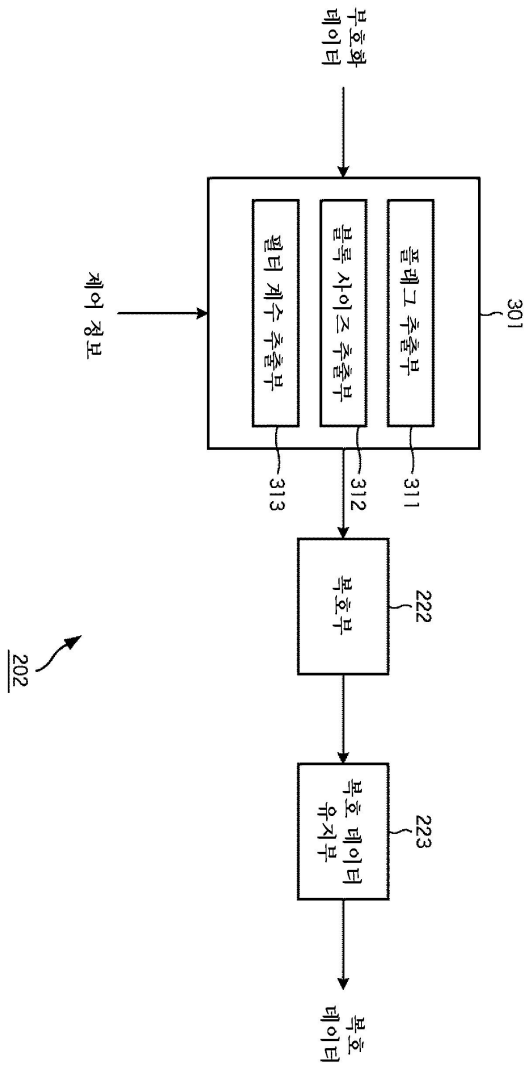 부호화
데이터
301
플래그 추출부
311
블록 사이즈 추출부
312
필터 계수 추출부
313
제어 정보
222
복호부
223
복호 데이터
유지부
복호
데이터
202